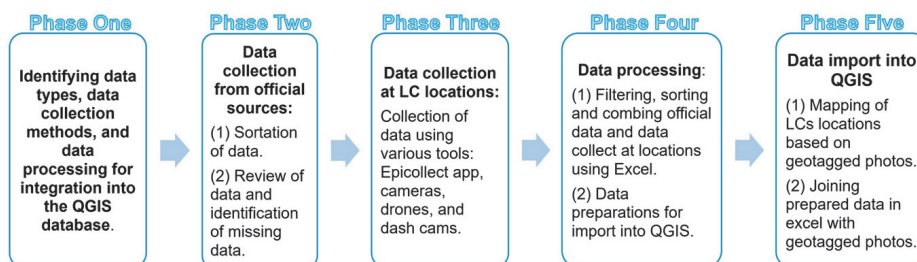 Phase One
Identifying data
types, data
collection
methods, and
data
processing for
integration into
the QGIS
database.
Phase Two
Data
collection
from official
sources:
(1) Sortation
of data.
(2) Review of
data and
identification
of missing
data.
Phase Three
Data collection
at LC locations:
Collection of
data using
various tools:
Epicollect app,
cameras,
drones, and
dash cams.
Phase Four
Data processing:
(1) Filtering, sorting
and combing official
data and data
collect at locations
using Excel.
(2) Data
preparations for
import into QGIS.
Phase Five
Data import into
QGIS
(1) Mapping of
LCs locations
based on
geotagged photos.
(2) Joining
prepared data in
excel with
geotagged photos.